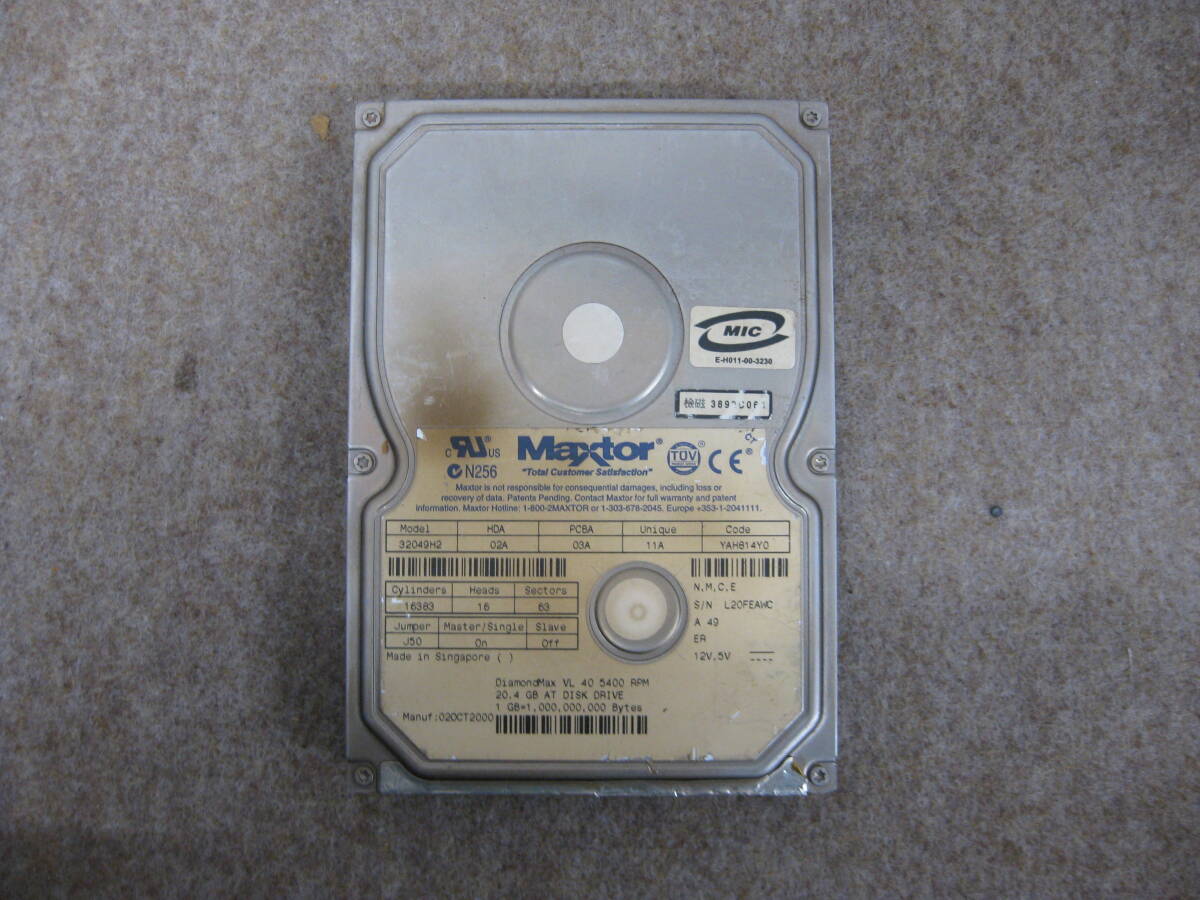 MIC
E-H011-00-3230
検磁
C UL US
N256
Maxtor®
"Total Customer Satisfaction"
TÜV
CE
Maxtor is not responsible for consequential damages, including loss or
recovery of data. Patents Pending. Contact Maxtor for full warranty and patent
information. Maxtor Hotline: 1-800-2MAXTOR or 1-303-678-2045. Europe +353-1-2041111.
Model HDA PCBA Unique Code
32049H2 02A 03A 11A YAH814Y0
Cylinders Heads Sectors
16383 16 63
Jumper Master/Single Slave
J50 On Off
Made in Singapore ( )
N,M,C,E
S/N L20FEAWC
A 49
ER
12V,5V
DiamondMax VL 40 5400 RPM
20.4 GB AT DISK DRIVE
1 GB=1,000,000,000 Bytes
Manuf:02OCT2000